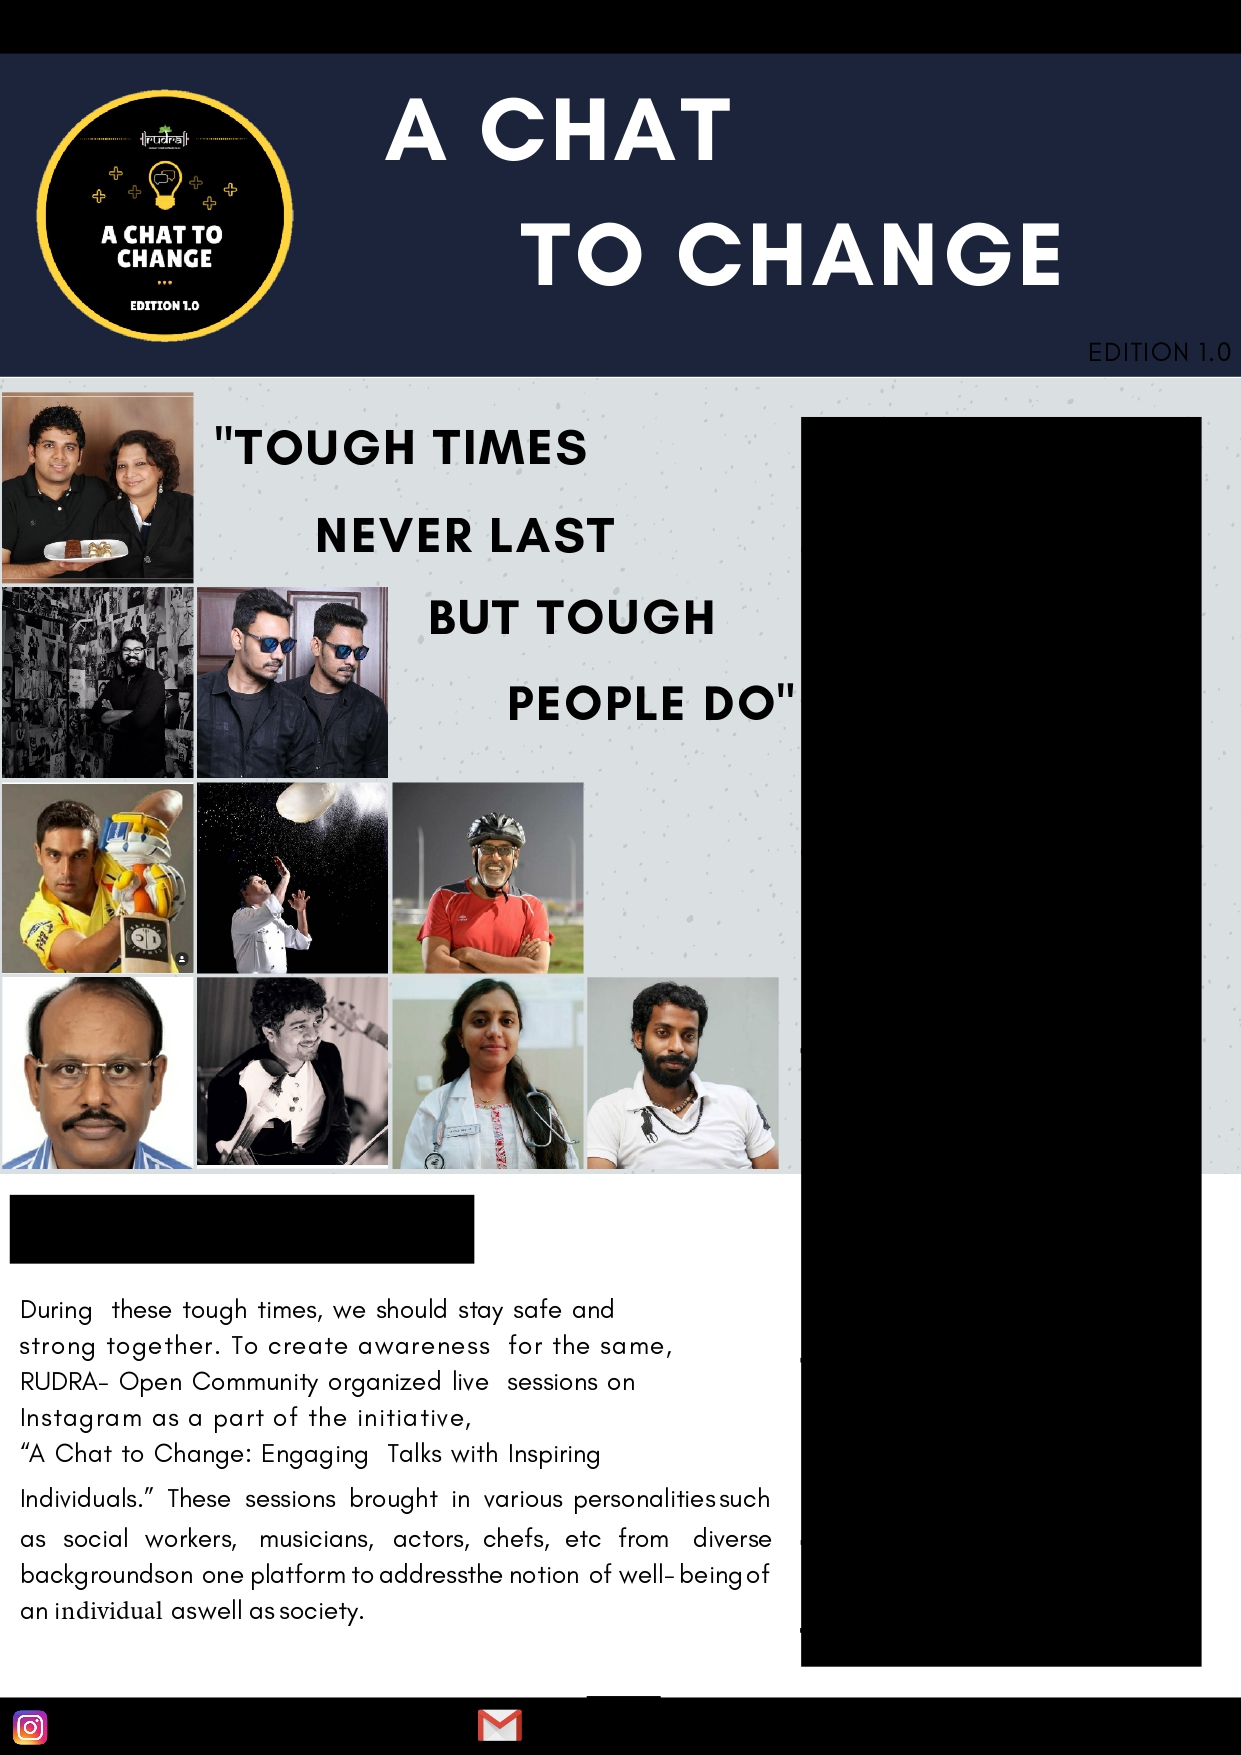 A CHAT
TO CHANGE
rudra
A CHAT TO
CHANGE
EDITION 1.0
EDITION 1.0
"TOUGH TIMES
NEVER LAST
BUT TOUGH
PEOPLE DO"
During these tough times, we should stay safe and
strong together. To create awareness for the same,
RUDRA- Open Community organized live sessions on
Instagram as a part of the initiative,
“A Chat to Change: Engaging Talks with Inspiring
Individuals.” These sessions brought in various personalitiessuch
as social workers, musicians, actors, chefs, etc from diverse
backgroundson one platform to addressthe notion of well-being of
an individual aswell as society.